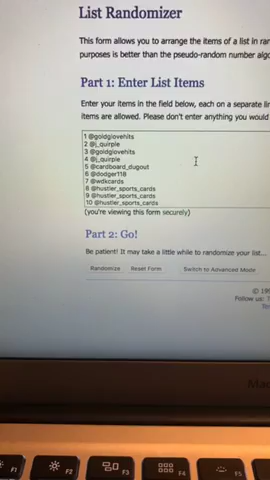 List Randomizer
This form allows you to arrange the items of a list in ran
purposes is better than the pseudo-random number algo
Part 1: Enter List Items
Enter your items in the field below, each on a separate lin
items are allowed. Please don't enter anything you would
1 @goldglovehits
2 @j_quirple
3 @goldglovehits
4 @j_quirple
5 @cardboard_dugout
6 @dodger118
7 @wdkcards
8 @hustler_sports_cards
9 @hustler_sports_cards
10 @hustler_sports_cards
(you're viewing this form securely)
Part 2: Go!
Be patient! It may take a little while to randomize your list...
Randomize Reset Form Switch to Advanced Mode
© 199
Follow us: T
Te
Ma
F1 F2 F3 F4 F5